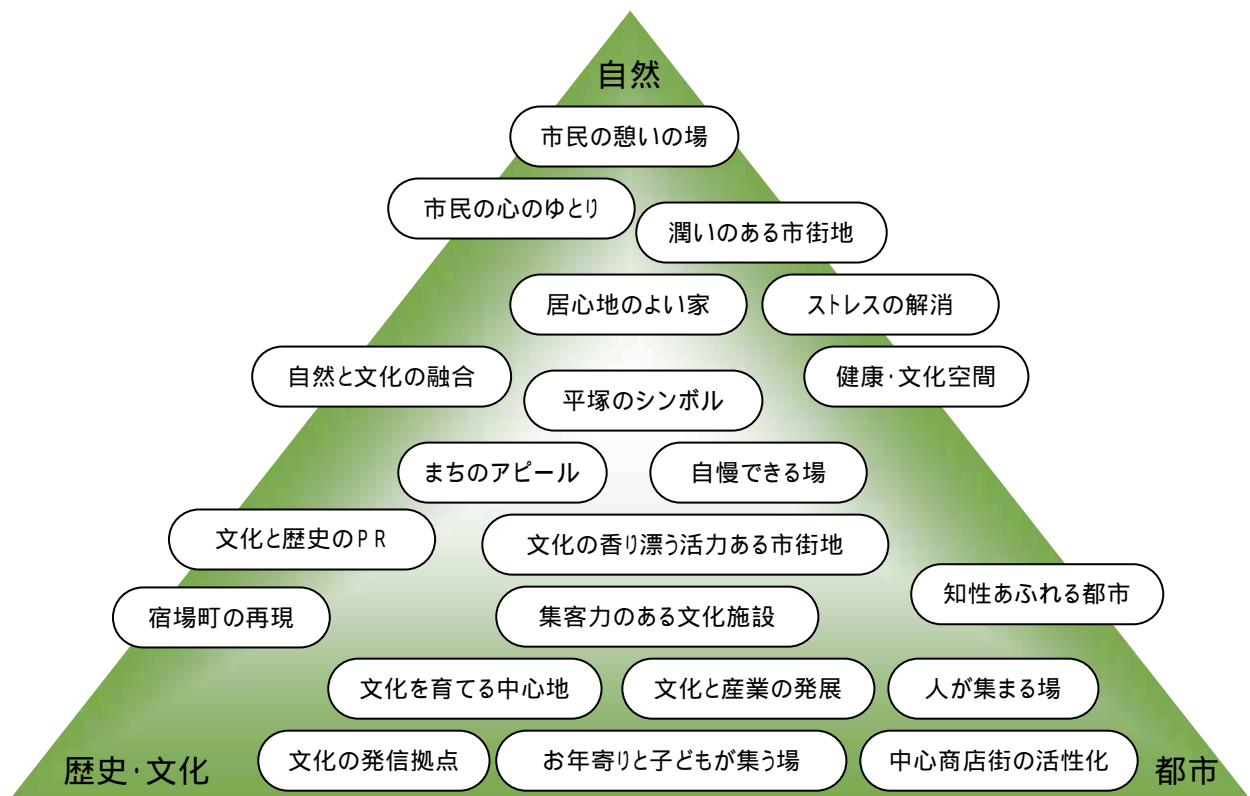 自然
市民の憩いの場
市民の心のゆとり
潤いのある市街地
居心地のよい家
ストレスの解消
自然と文化の融合
健康・文化空間
平塚のシンボル
まちのアピール
自慢できる場
文化と歴史のPR
文化の香り漂う活力ある市街地
知性あふれる都市
宿場町の再現
集客力のある文化施設
文化を育てる中心地
文化と産業の発展
人が集まる場
歴史・文化
文化の発信拠点
お年寄りと子どもが集う場
中心商店街の活性化
都市